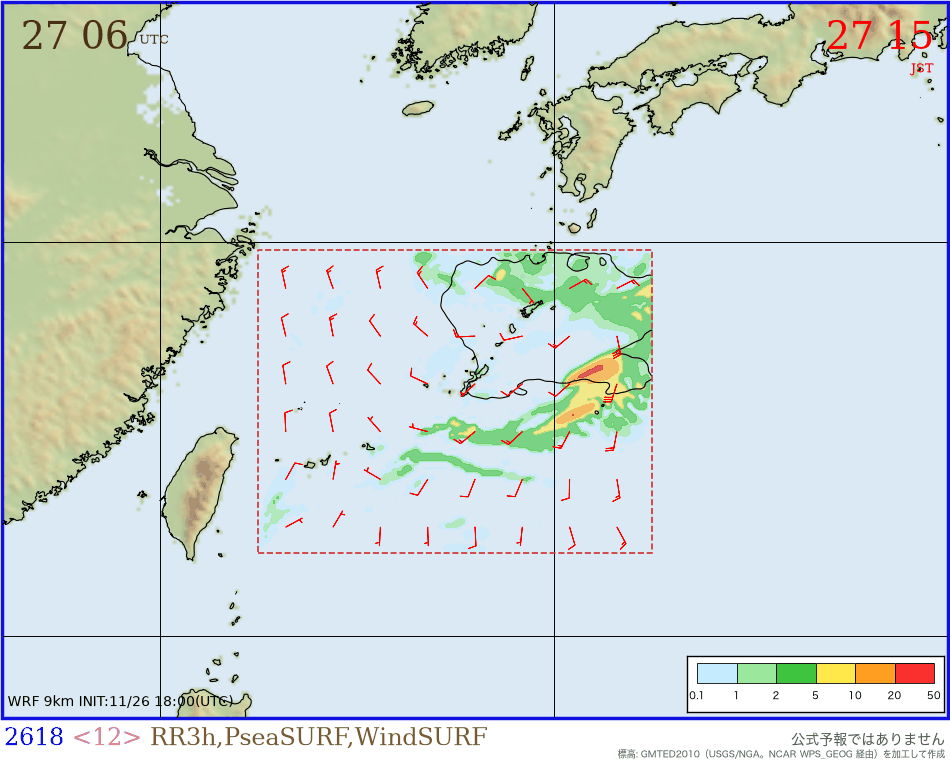 27 06 UTC
27 15
JST
0.1 1 2 5 10 20 50
WRF 9km INIT:11/26 18:00(UTC)
2618 <12> RR3h,PseaSURF,WindSURF
公式予報ではありません
標高: GMTED2010（USGS/NGA。NCAR WPS_GEOG 経由）を加工して作成